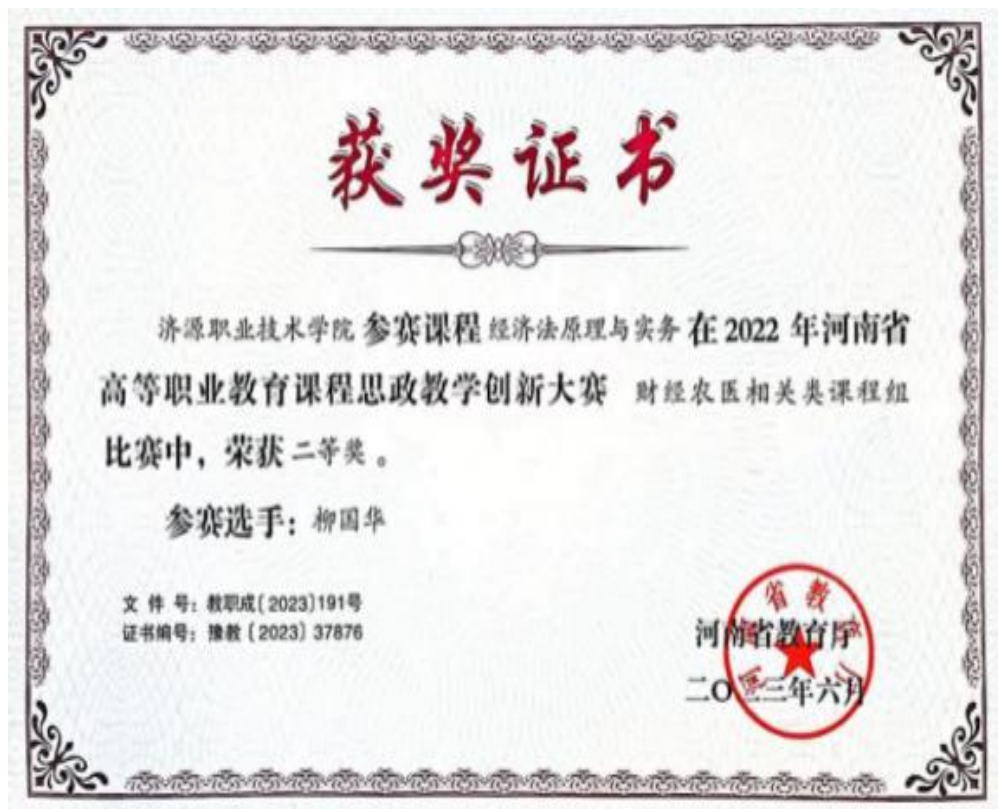 获奖证书
济源职业技术学院 参赛课程 经济法原理与实务 在 2022 年河南省
高等职业教育课程思政教学创新大赛 财经农医相关类课程组
比赛中，荣获 二等奖 。
参赛选手：柳国华
文 件 号：教职成〔2023〕191号
证书编号：豫教〔2023〕37876
河南省教育厅
二〇二三年六月